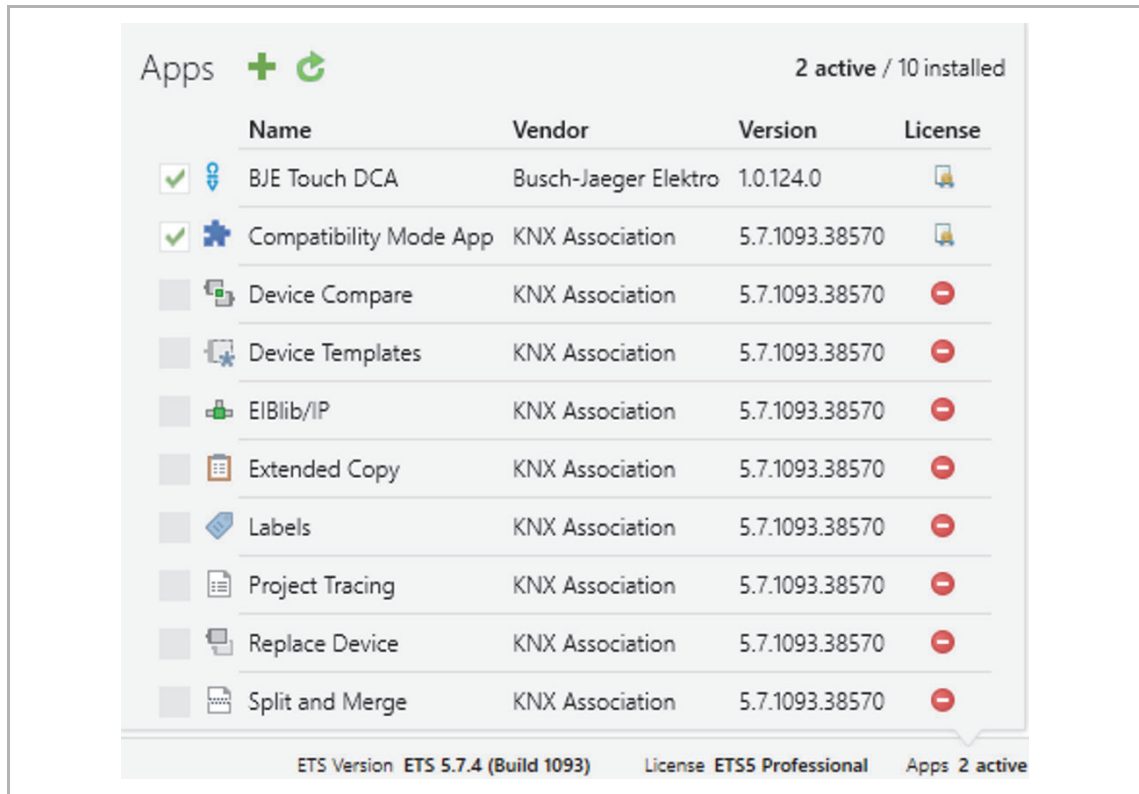 Apps 2 active / 10 installed
Name Vendor Version License
BJE Touch DCA Busch-Jaeger Elektro 1.0.124.0
Compatibility Mode App KNX Association 5.7.1093.38570
Device Compare KNX Association 5.7.1093.38570
Device Templates KNX Association 5.7.1093.38570
EIBlib/IP KNX Association 5.7.1093.38570
Extended Copy KNX Association 5.7.1093.38570
Labels KNX Association 5.7.1093.38570
Project Tracing KNX Association 5.7.1093.38570
Replace Device KNX Association 5.7.1093.38570
Split and Merge KNX Association 5.7.1093.38570
ETS Version ETS 5.7.4 (Build 1093) License ETS5 Professional Apps 2 active